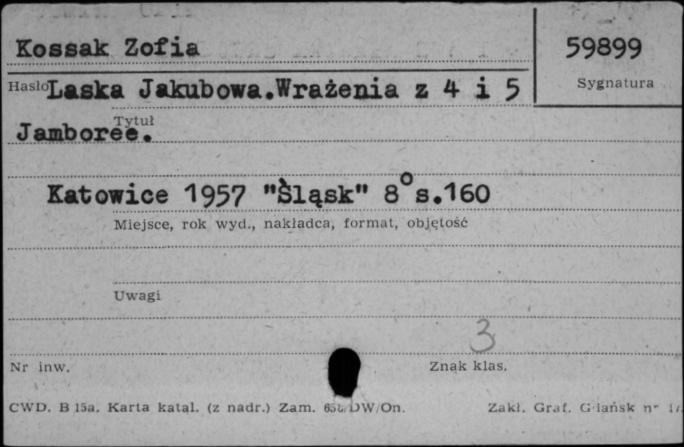 Kossak Zofia
59899
Hasło
Sygnatura
Laska Jakubowa.Wrażenia z 4 i 5
Tytuł
Jamboree.
Katowice 1957 "Śląsk" 8°s.160
Miejsce, rok wyd., nakładca, format, objętość
Uwagi
3
Nr inw.
Znak klas.
CWD. B 15a. Karta katal. (z nadr.) Zam. DW/On.
Zakł. Graf. Gdańsk